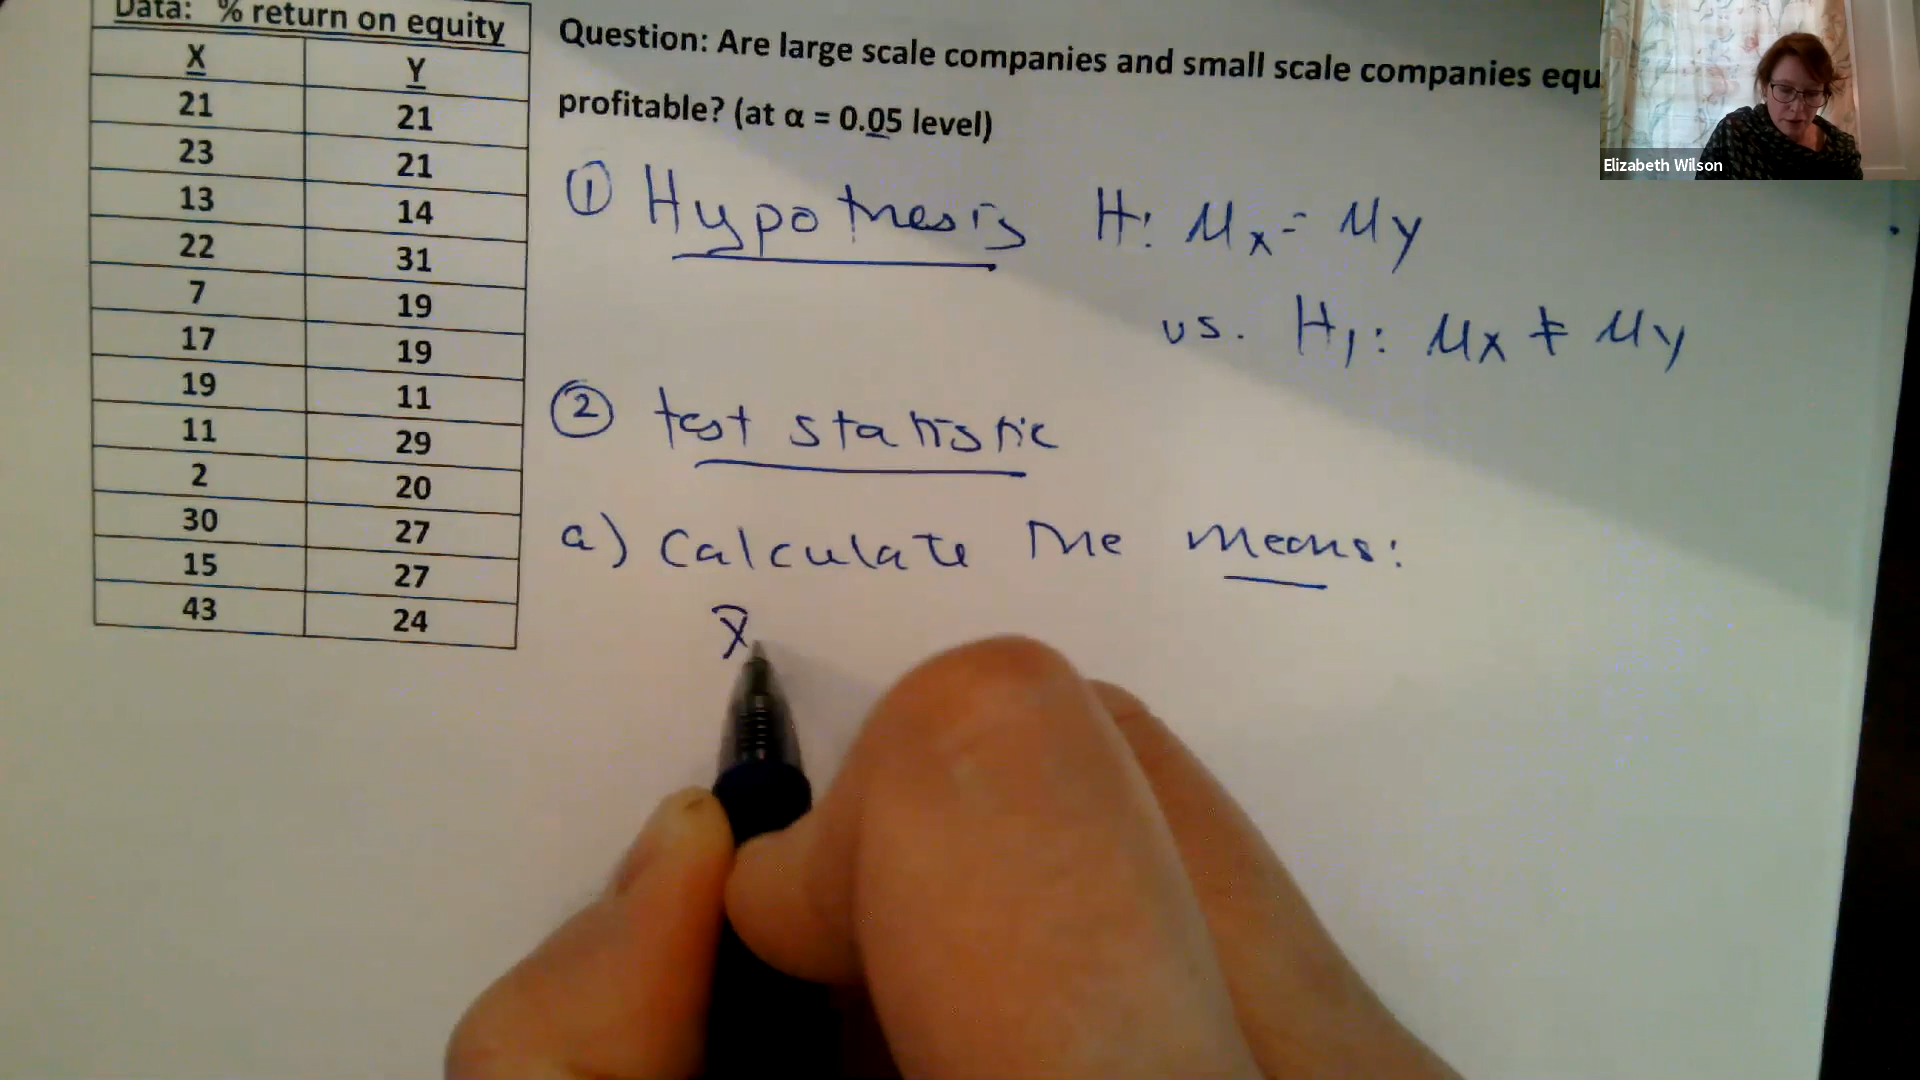 Data: % return on equity
X Y
21 21
23 21
13 14
22 31
7 19
17 19
19 11
11 29
2 20
30 27
15 27
43 24
Question: Are large scale companies and small scale companies equ
profitable? (at α = 0.05 level)
① Hypothesis H: μx = μy
vs. H₁: μx ≠ μy
② test statistic
a) Calculate the means:
X̄
Elizabeth Wilson